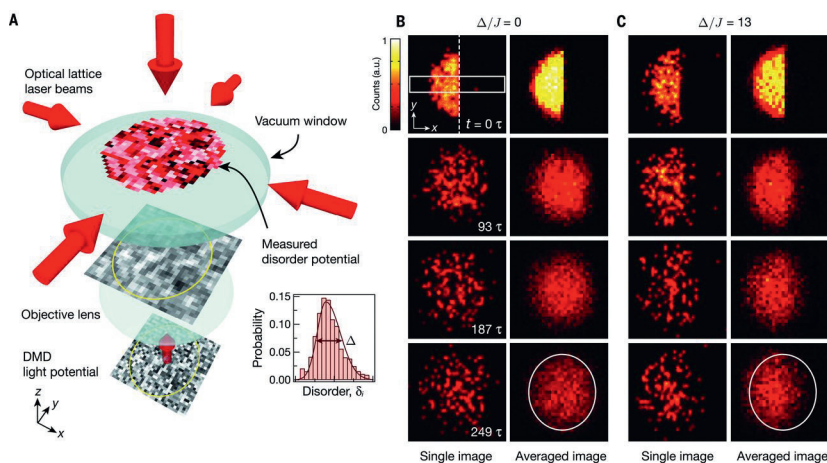 A
Optical lattice
laser beams
Vacuum window
Measured
disorder potential
Objective lens
DMD
light potential
z
y
x
0.15
0.10
0.05
0.00
Probability
Δ
Disorder, δi
B
Δ/J = 0
1
0
Counts (a.u.)
y
x
t = 0 τ
93 τ
187 τ
249 τ
Single image
Averaged image
C
Δ/J = 13
Single image
Averaged image